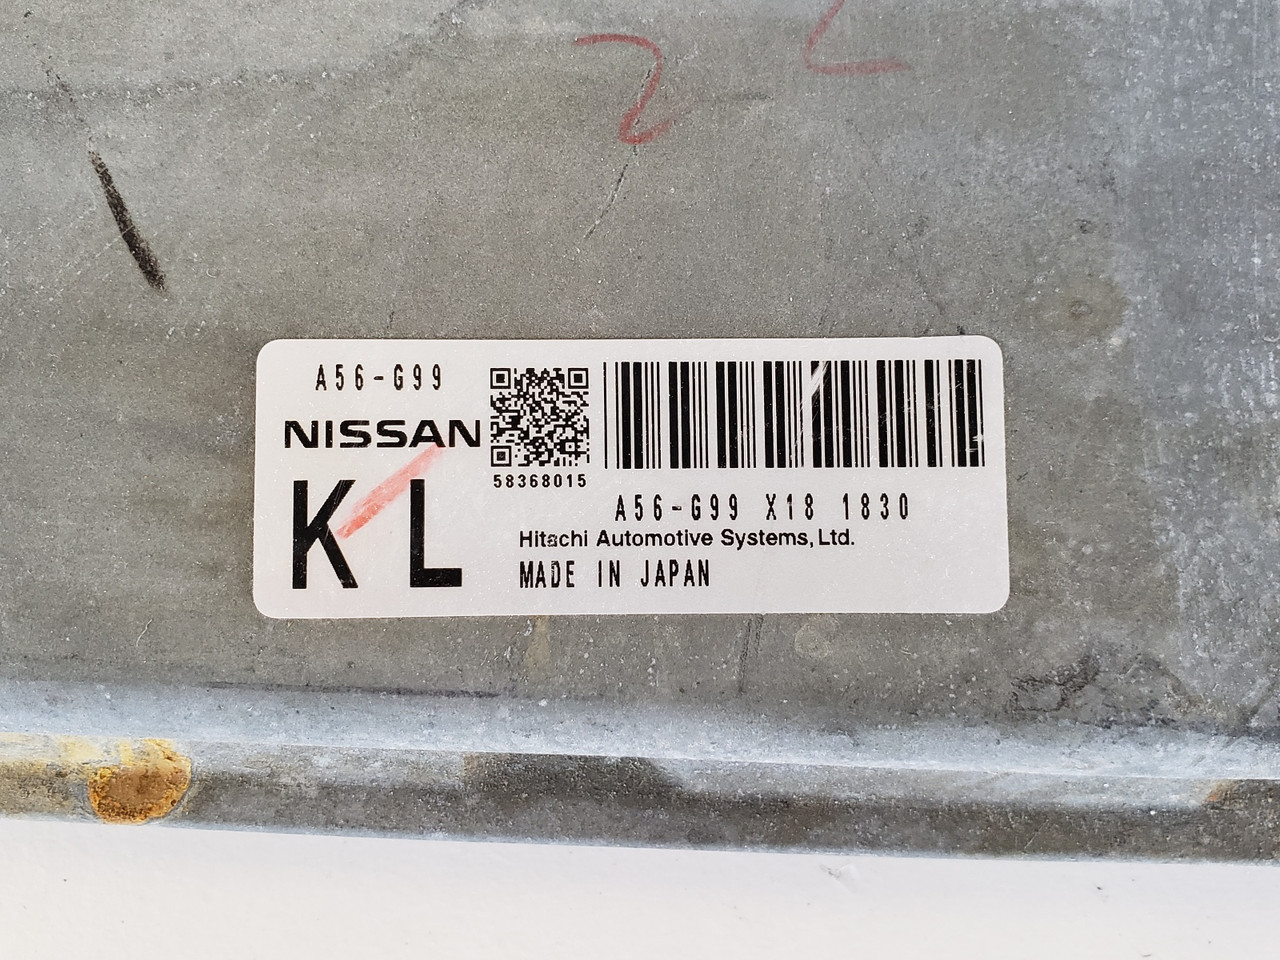 A56-G99
NISSAN
KL
58368015
A56-G99 X18 1830
Hitachi Automotive Systems, Ltd.
MADE IN JAPAN